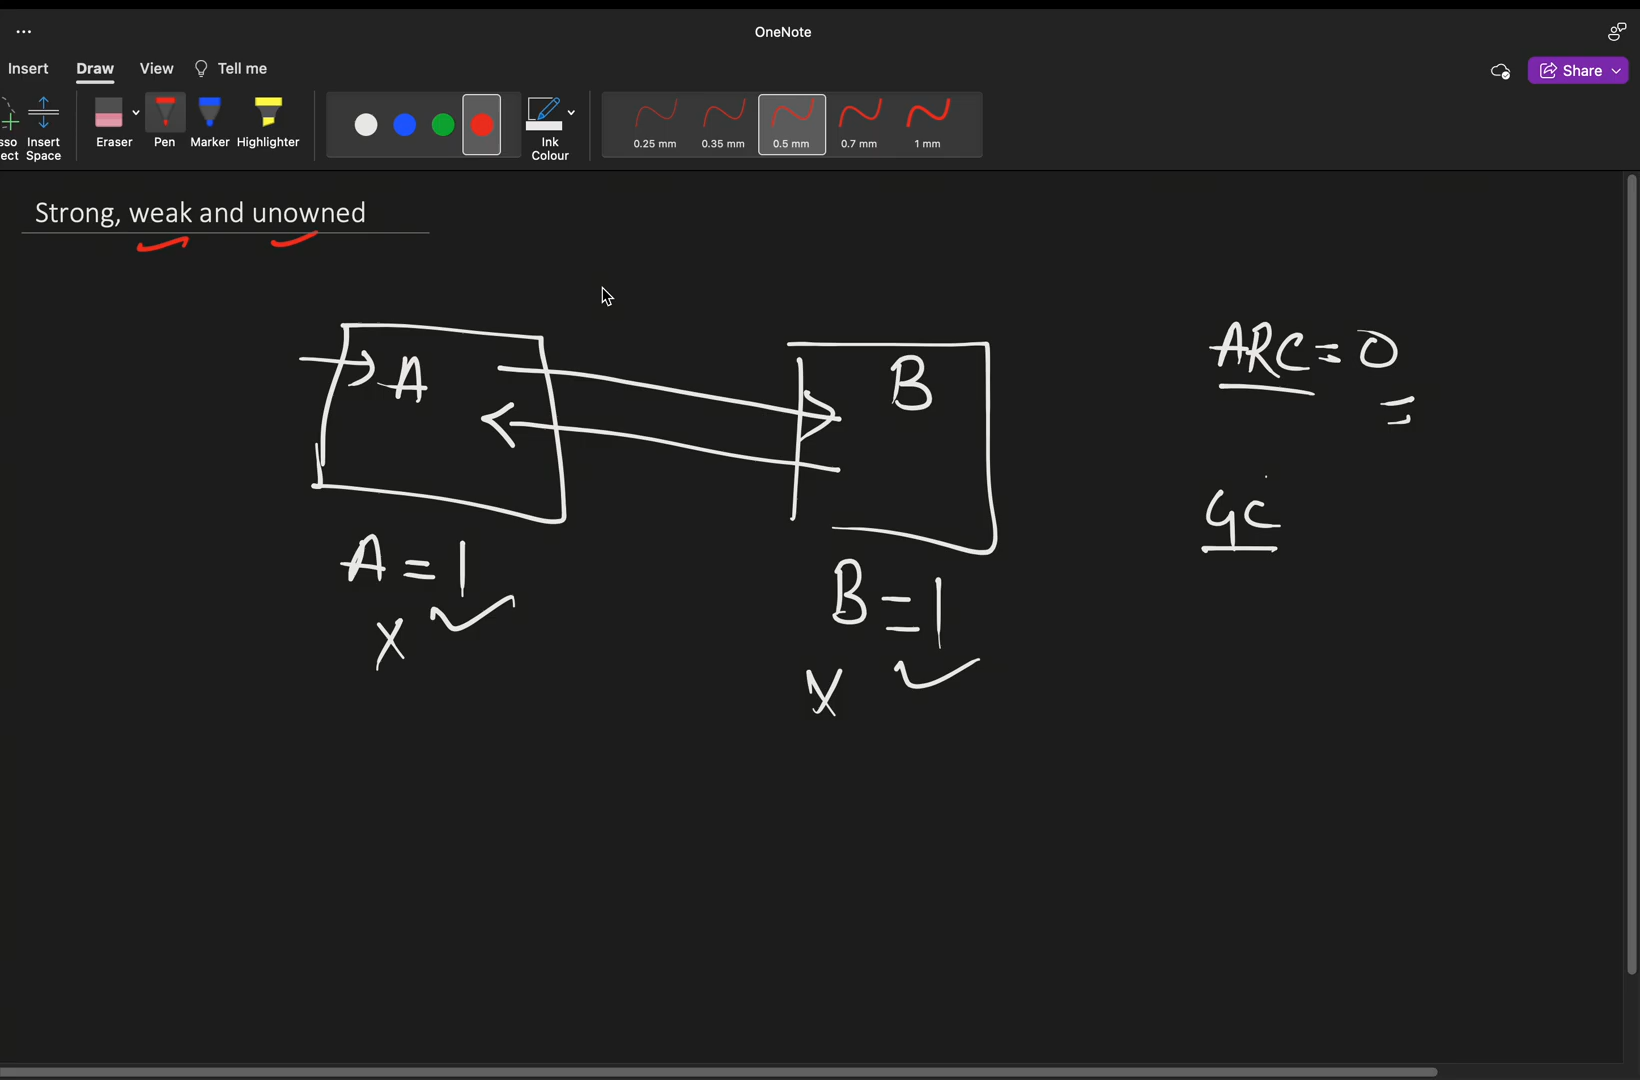 OneNote
Insert Draw View Tell me
Share
sso
ect
Insert
Space
Eraser
Pen
Marker
Highlighter
Ink
Colour
0.25 mm
0.35 mm
0.5 mm
0.7 mm
1 mm
Strong, weak and unowned
A
B
ARC = 0
GC
A = 1
X
B = 1
X